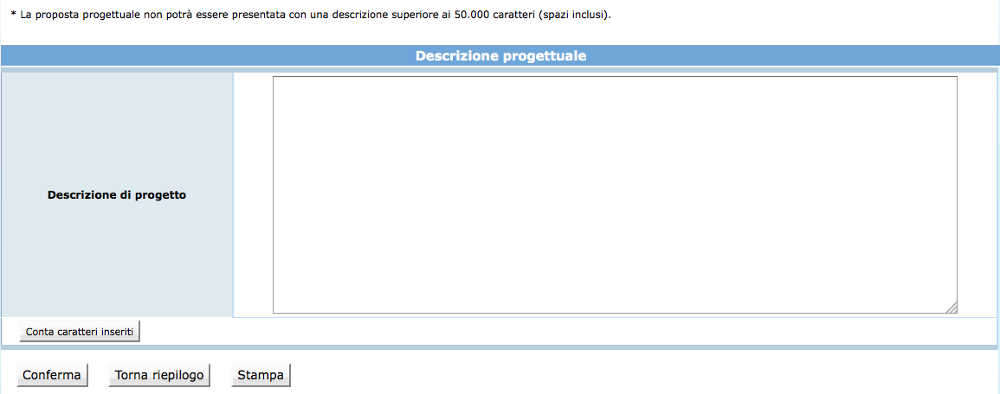 * La proposta progettuale non potrà essere presentata con una descrizione superiore ai 50.000 caratteri (spazi inclusi).
Descrizione progettuale
Descrizione di progetto
Conta caratteri inseriti
Conferma
Torna riepilogo
Stampa